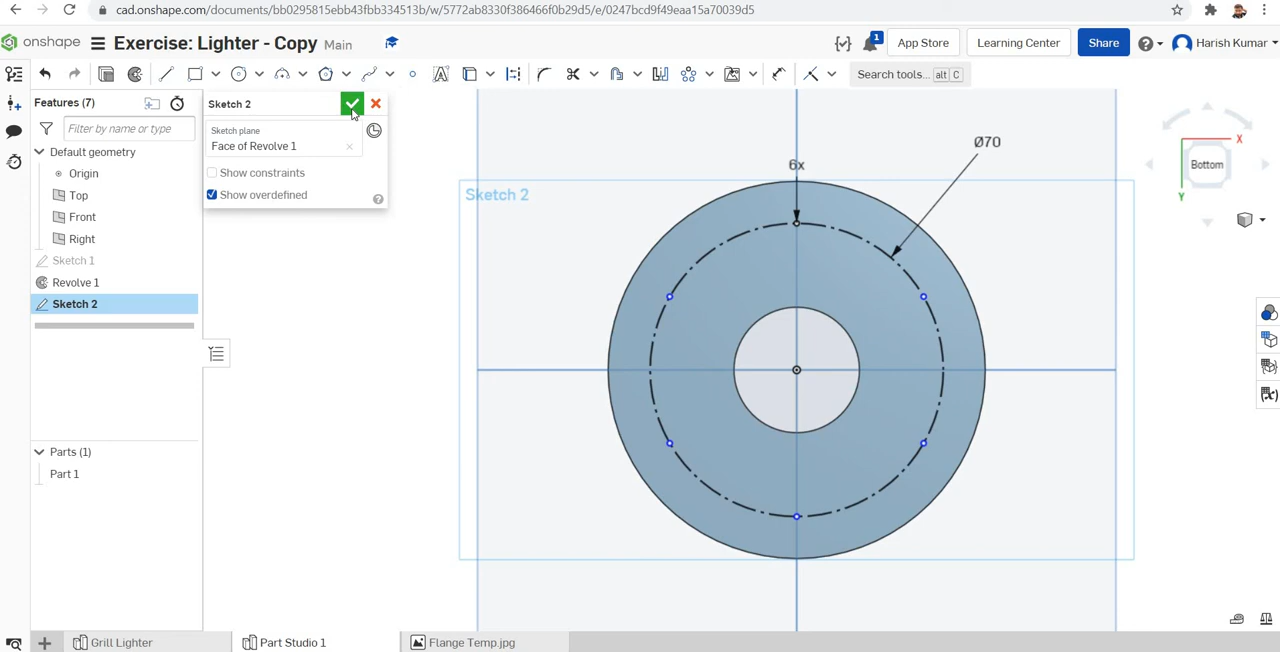 cad.onshape.com/documents/bb0295815ebb43fbb334513b/w/5772ab8330f386466f0b29d5/e/0247bcd9f49eaa15a70039d5
onshape Exercise: Lighter - Copy Main 1 App Store Learning Center Share Harish Kumar
Search tools... alt C
Features (7)
Filter by name or type
Default geometry
Origin
Top
Front
Right
Sketch 1
Revolve 1
Sketch 2
Parts (1)
Part 1
Sketch 2
Sketch plane
Face of Revolve 1
Show constraints
Show overdefined
Sketch 2
6x
Ø70
X
Bottom
Y
Grill Lighter Part Studio 1 Flange Temp.jpg